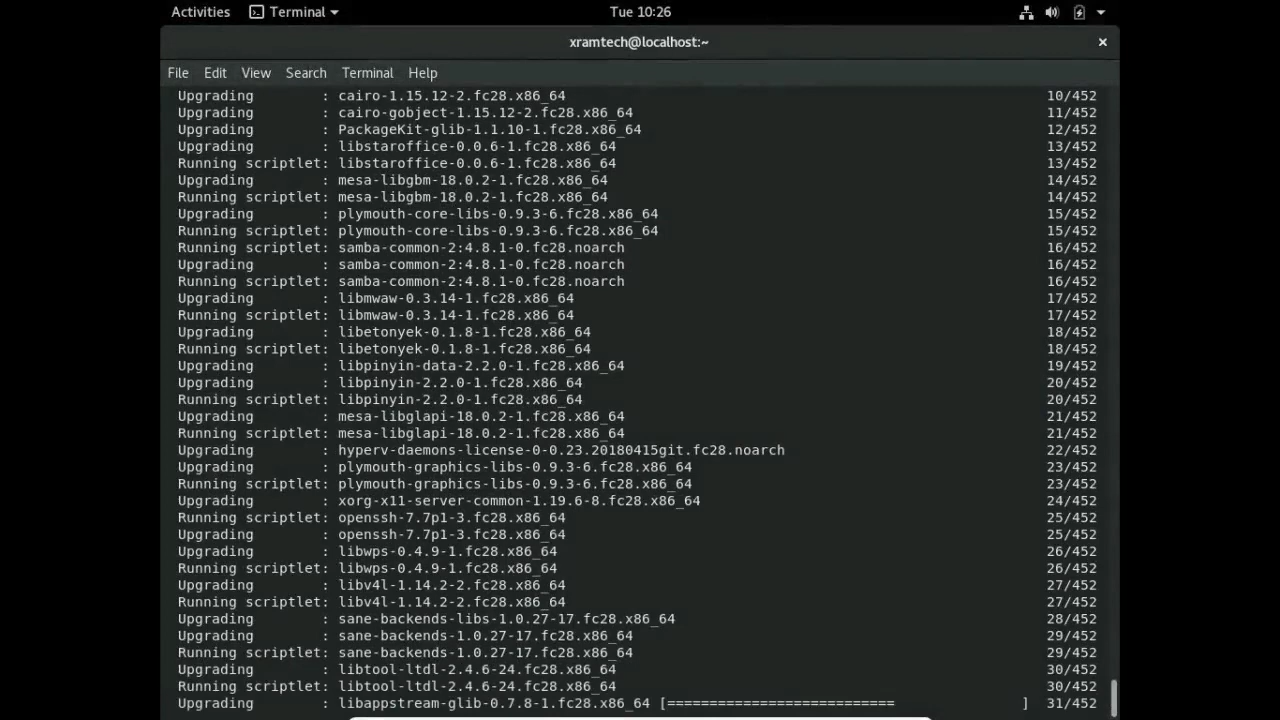 Activities Terminal Tue 10:26
xramtech@localhost:~ ×
File Edit View Search Terminal Help
Upgrading : cairo-1.15.12-2.fc28.x86_64 10/452
Upgrading : cairo-gobject-1.15.12-2.fc28.x86_64 11/452
Upgrading : PackageKit-glib-1.1.10-1.fc28.x86_64 12/452
Upgrading : libstaroffice-0.0.6-1.fc28.x86_64 13/452
Running scriptlet: libstaroffice-0.0.6-1.fc28.x86_64 13/452
Upgrading : mesa-libgbm-18.0.2-1.fc28.x86_64 14/452
Running scriptlet: mesa-libgbm-18.0.2-1.fc28.x86_64 14/452
Upgrading : plymouth-core-libs-0.9.3-6.fc28.x86_64 15/452
Running scriptlet: plymouth-core-libs-0.9.3-6.fc28.x86_64 15/452
Running scriptlet: samba-common-2:4.8.1-0.fc28.noarch 16/452
Upgrading : samba-common-2:4.8.1-0.fc28.noarch 16/452
Running scriptlet: samba-common-2:4.8.1-0.fc28.noarch 16/452
Upgrading : libmwaw-0.3.14-1.fc28.x86_64 17/452
Running scriptlet: libmwaw-0.3.14-1.fc28.x86_64 17/452
Upgrading : libetonyek-0.1.8-1.fc28.x86_64 18/452
Running scriptlet: libetonyek-0.1.8-1.fc28.x86_64 18/452
Upgrading : libpinyin-data-2.2.0-1.fc28.x86_64 19/452
Upgrading : libpinyin-2.2.0-1.fc28.x86_64 20/452
Running scriptlet: libpinyin-2.2.0-1.fc28.x86_64 20/452
Upgrading : mesa-libglapi-18.0.2-1.fc28.x86_64 21/452
Running scriptlet: mesa-libglapi-18.0.2-1.fc28.x86_64 21/452
Upgrading : hyperv-daemons-license-0-0.23.20180415git.fc28.noarch 22/452
Upgrading : plymouth-graphics-libs-0.9.3-6.fc28.x86_64 23/452
Running scriptlet: plymouth-graphics-libs-0.9.3-6.fc28.x86_64 23/452
Upgrading : xorg-x11-server-common-1.19.6-8.fc28.x86_64 24/452
Running scriptlet: openssh-7.7p1-3.fc28.x86_64 25/452
Upgrading : openssh-7.7p1-3.fc28.x86_64 25/452
Upgrading : libwps-0.4.9-1.fc28.x86_64 26/452
Running scriptlet: libwps-0.4.9-1.fc28.x86_64 26/452
Upgrading : libv4l-1.14.2-2.fc28.x86_64 27/452
Running scriptlet: libv4l-1.14.2-2.fc28.x86_64 27/452
Upgrading : sane-backends-libs-1.0.27-17.fc28.x86_64 28/452
Upgrading : sane-backends-1.0.27-17.fc28.x86_64 29/452
Running scriptlet: sane-backends-1.0.27-17.fc28.x86_64 29/452
Upgrading : libtool-ltdl-2.4.6-24.fc28.x86_64 30/452
Running scriptlet: libtool-ltdl-2.4.6-24.fc28.x86_64 30/452
Upgrading : libappstream-glib-0.7.8-1.fc28.x86_64 [=========================== ] 31/452